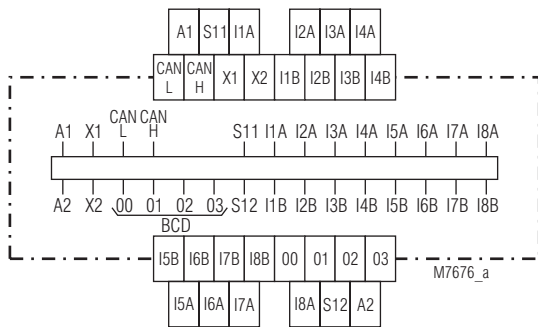 A1 S11 I1A I2A I3A I4A
CAN L CAN H X1 X2 I1B I2B I3B I4B
A1 X1 CAN L CAN H S11 I1A I2A I3A I4A I5A I6A I7A I8A
A2 X2 00 01 02 03 S12 I1B I2B I3B I4B I5B I6B I7B I8B
BCD
I5B I6B I7B I8B 00 01 02 03
M7676_a
I5A I6A I7A I8A S12 A2